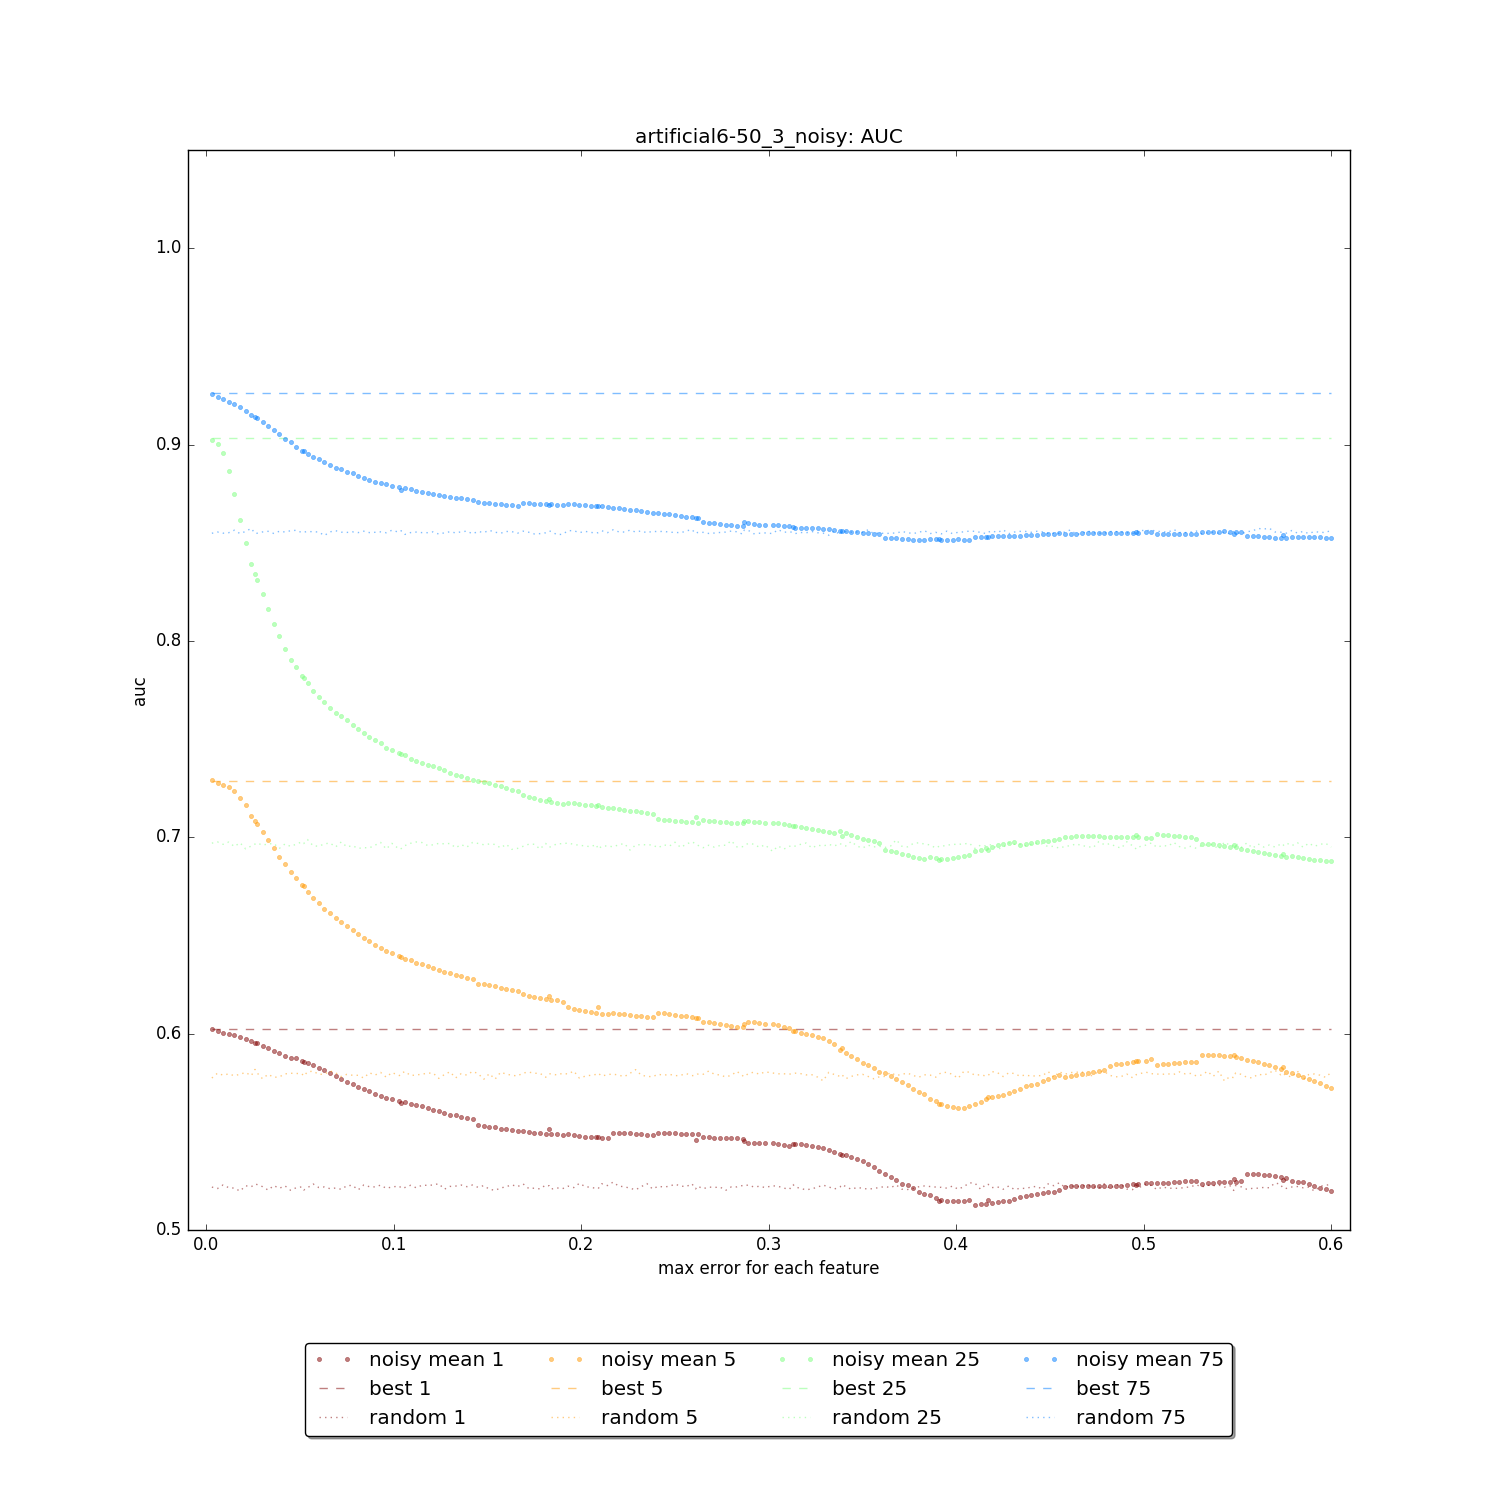 artificial6-50_3_noisy: AUC
1.0
0.9
0.8
0.7
0.6
0.5
auc
0.0 0.1 0.2 0.3 0.4 0.5 0.6
max error for each feature
noisy mean 1 noisy mean 5 noisy mean 25 noisy mean 75
best 1 best 5 best 25 best 75
random 1 random 5 random 25 random 75